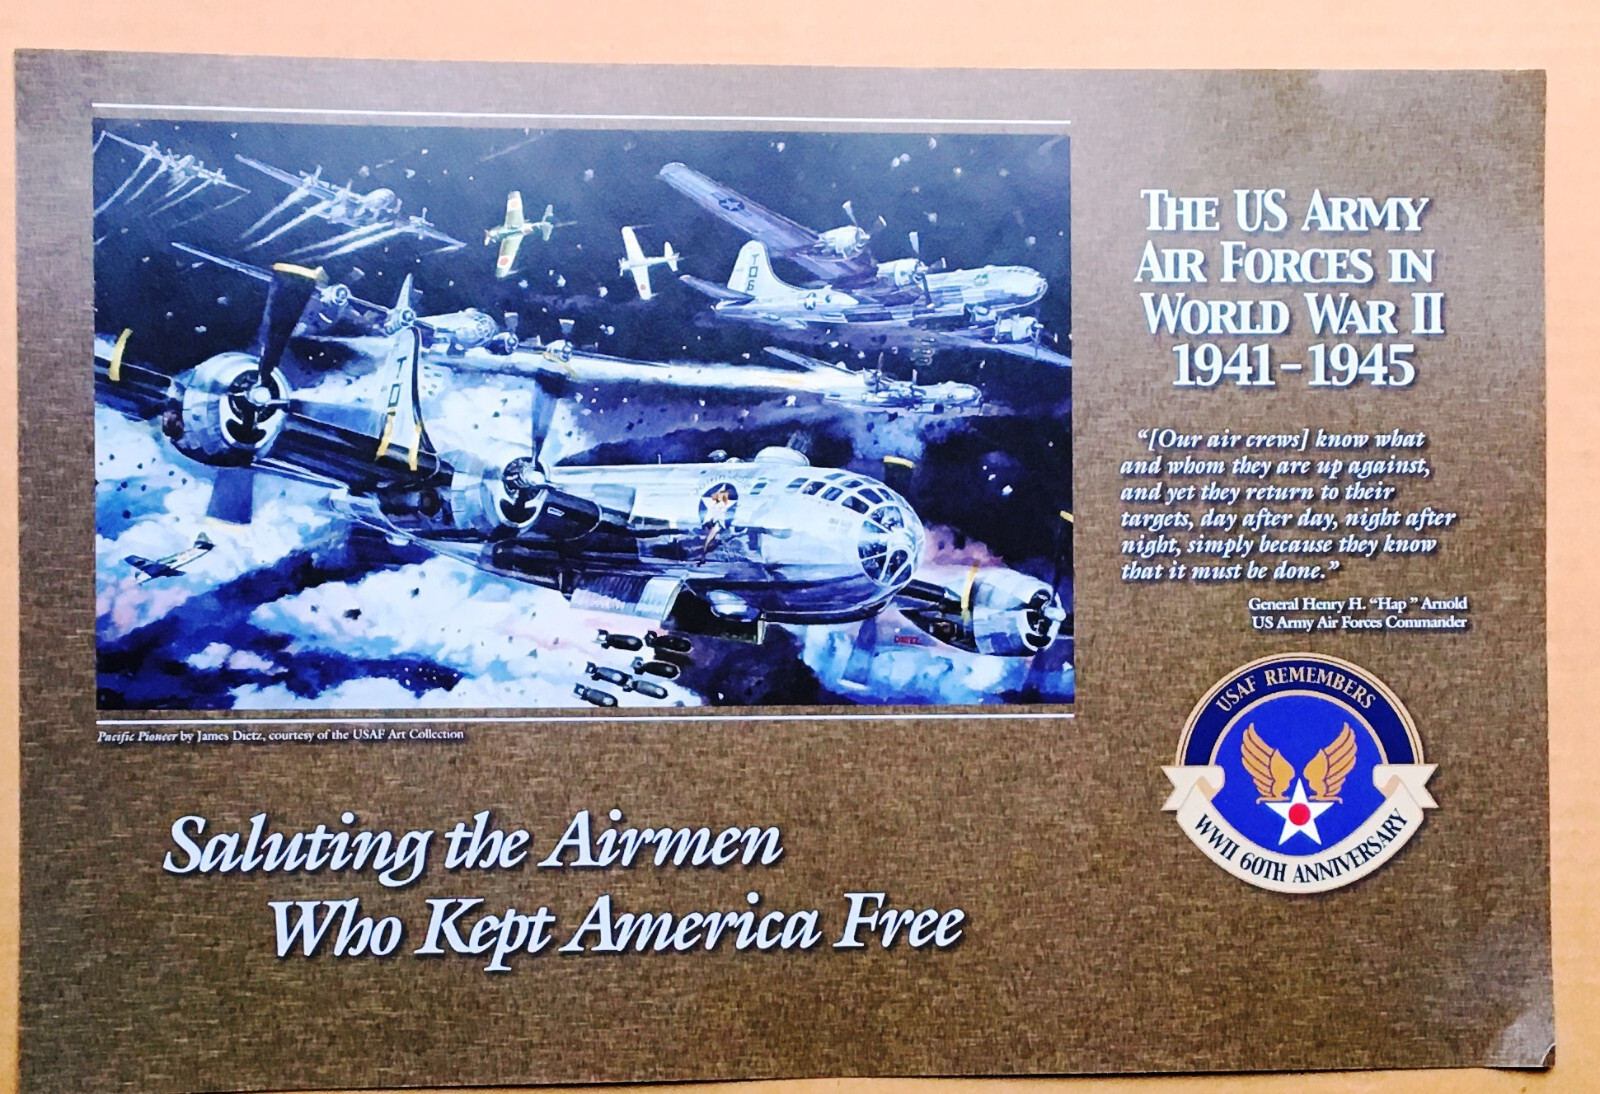 THE US ARMY
AIR FORCES IN
WORLD WAR II
1941-1945
"[Our air crews] know what
and whom they are up against,
and yet they return to their
targets, day after day, night after
night, simply because they know
that it must be done."
General Henry H. "Hap " Arnold
US Army Air Forces Commander
USAF REMEMBERS
WWII 60TH ANNIVERSARY
TO
6
TO
DIETZ
Pacific Pioneer by James Dietz, courtesy of the USAF Art Collection
Saluting the Airmen
Who Kept America Free